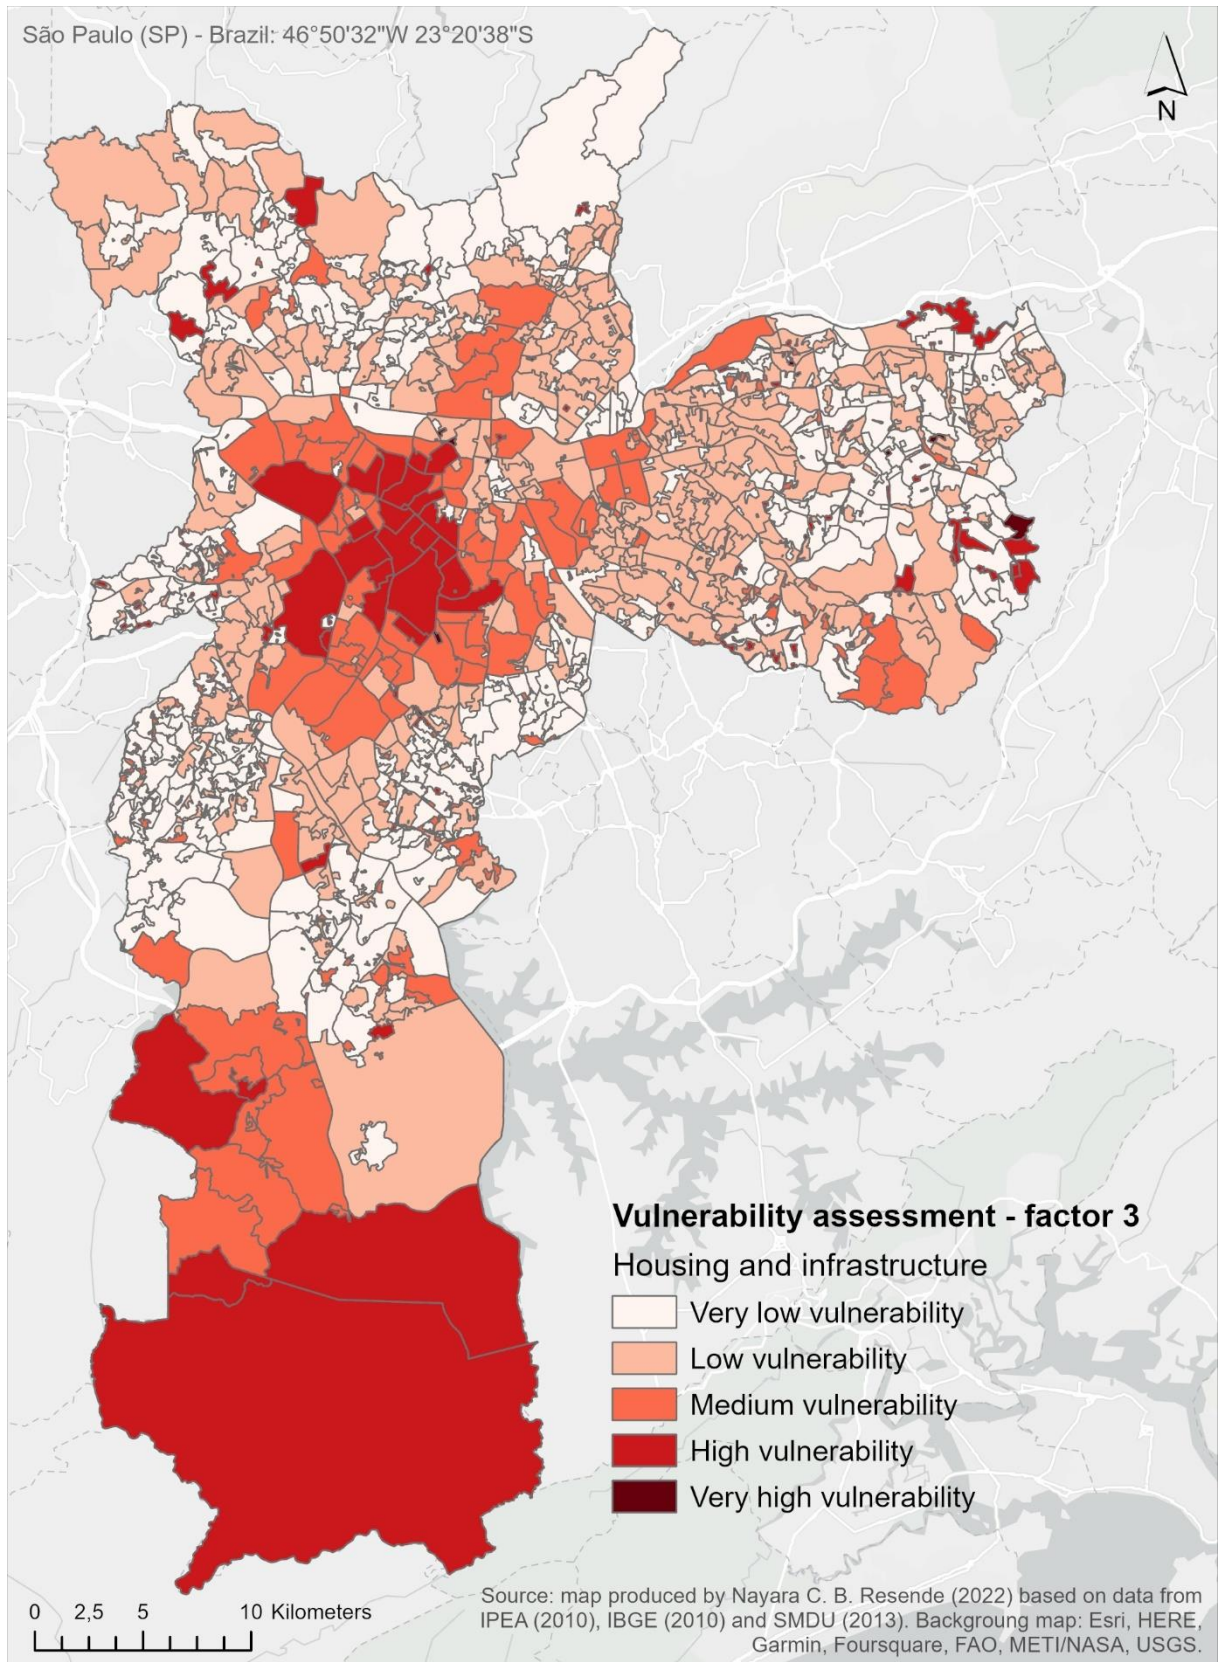 São Paulo (SP) - Brazil: 46°50'32"W 23°20'38"S
N
Vulnerability assessment - factor 3
Housing and infrastructure
Very low vulnerability
Low vulnerability
Medium vulnerability
High vulnerability
Very high vulnerability
0 2,5 5 10 Kilometers
Source: map produced by Nayara C. B. Resende (2022) based on data from
IPEA (2010), IBGE (2010) and SMDU (2013). Backgroung map: Esri, HERE,
Garmin, Foursquare, FAO, METI/NASA, USGS.